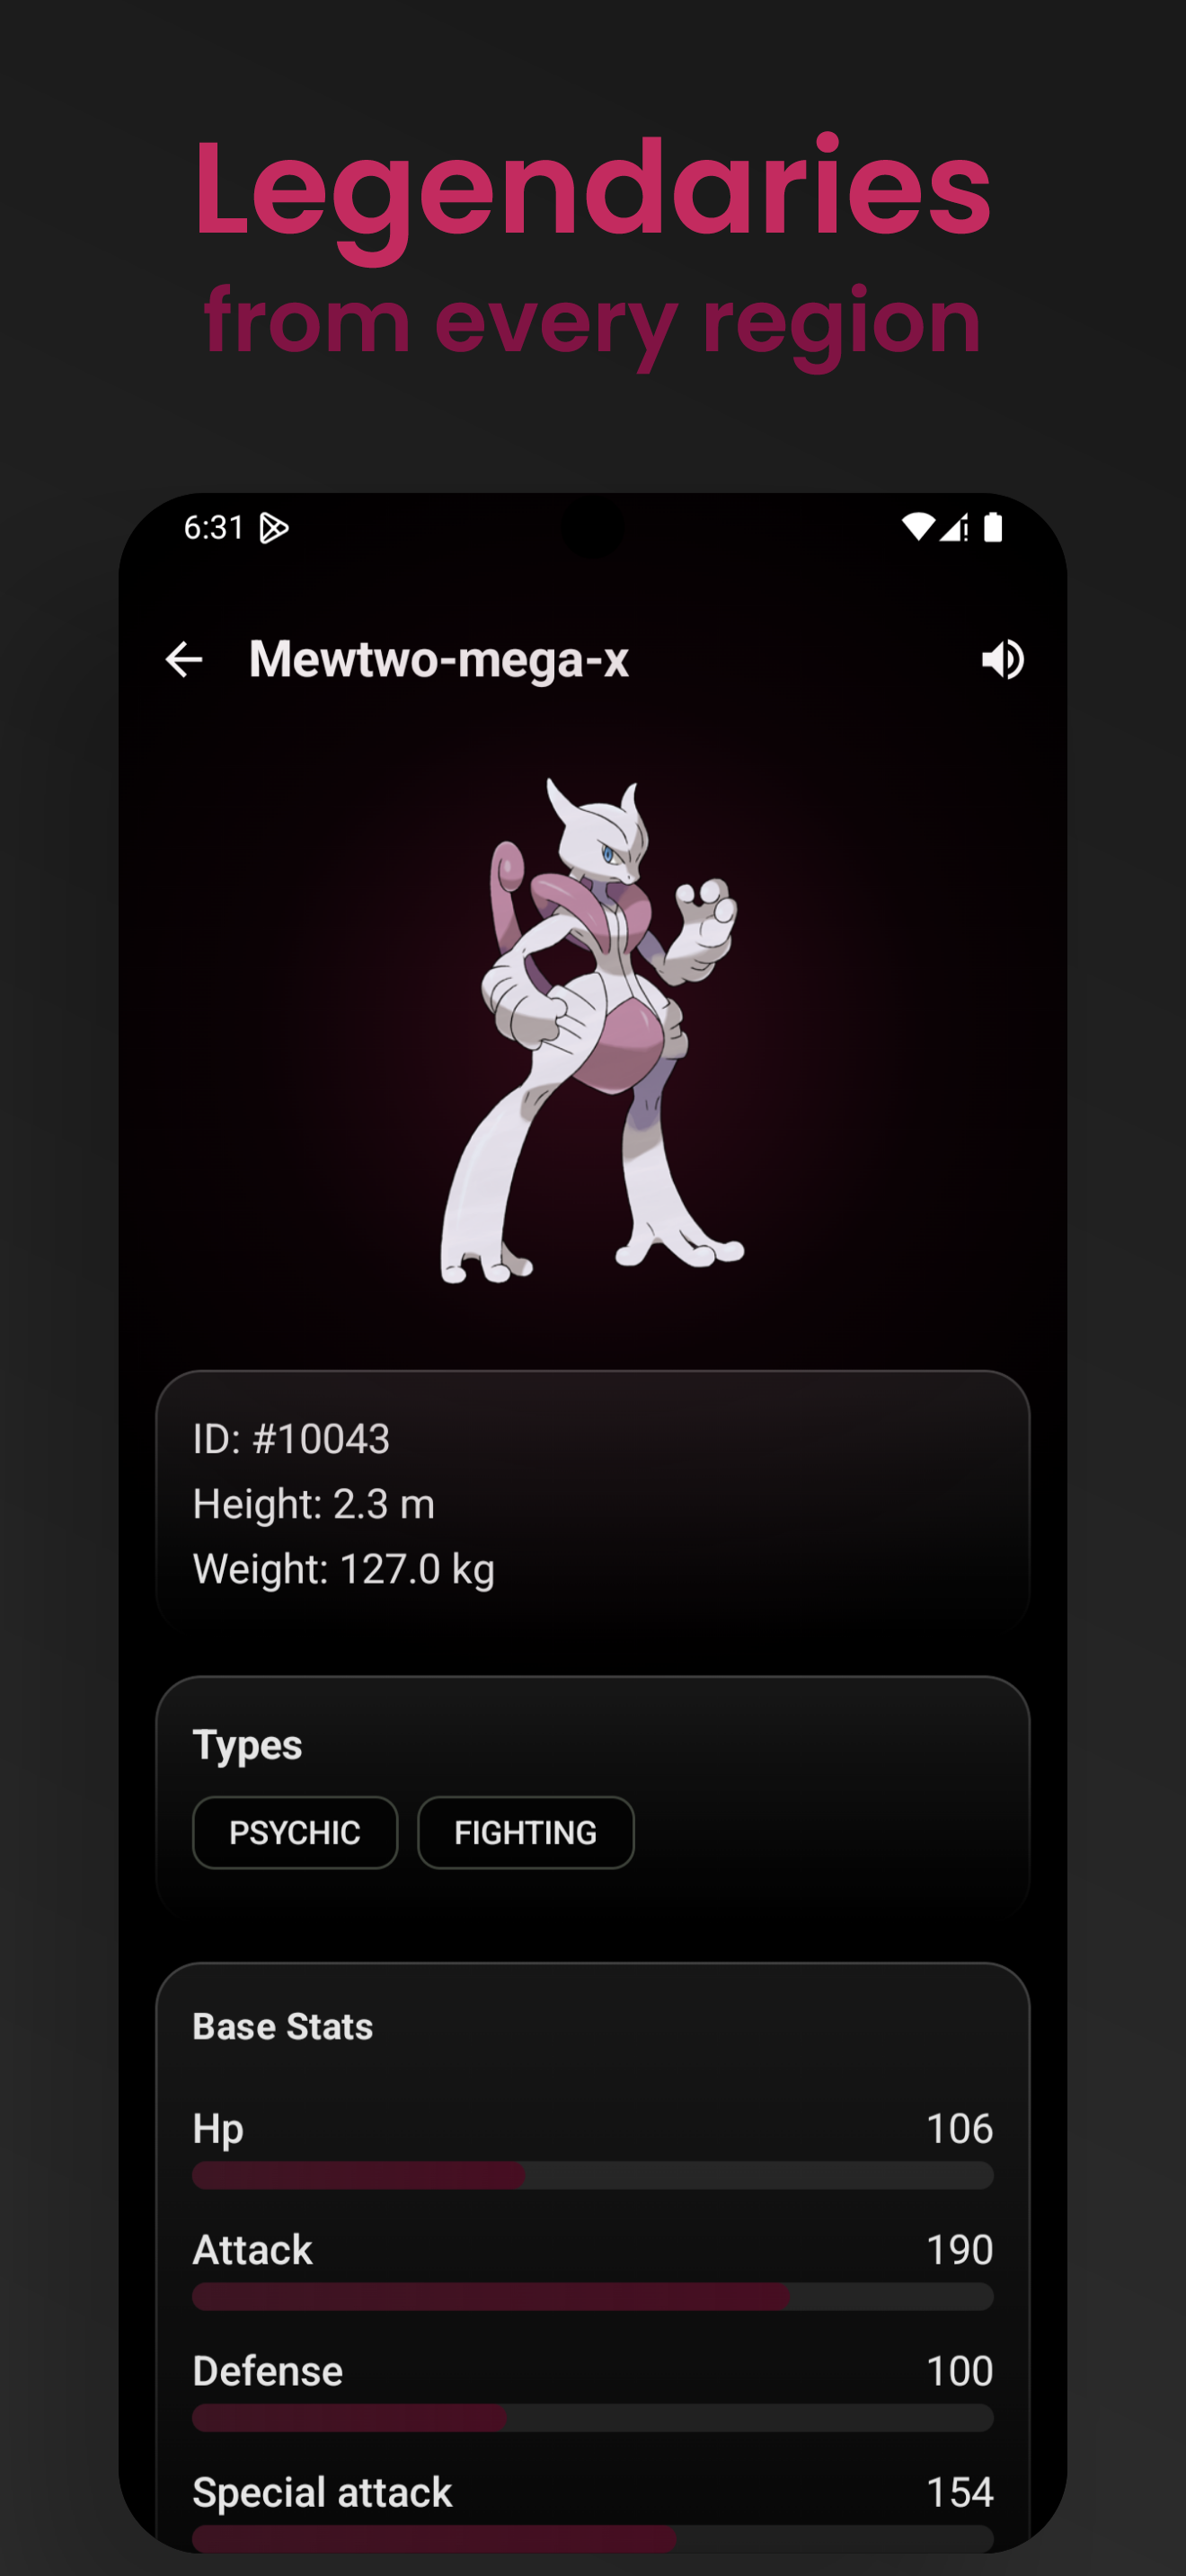 Legendaries
from every region
6:31
Mewtwo-mega-x
ID: #10043
Height: 2.3 m
Weight: 127.0 kg
Types
PSYCHIC FIGHTING
Base Stats
Hp 106
Attack 190
Defense 100
Special attack 154